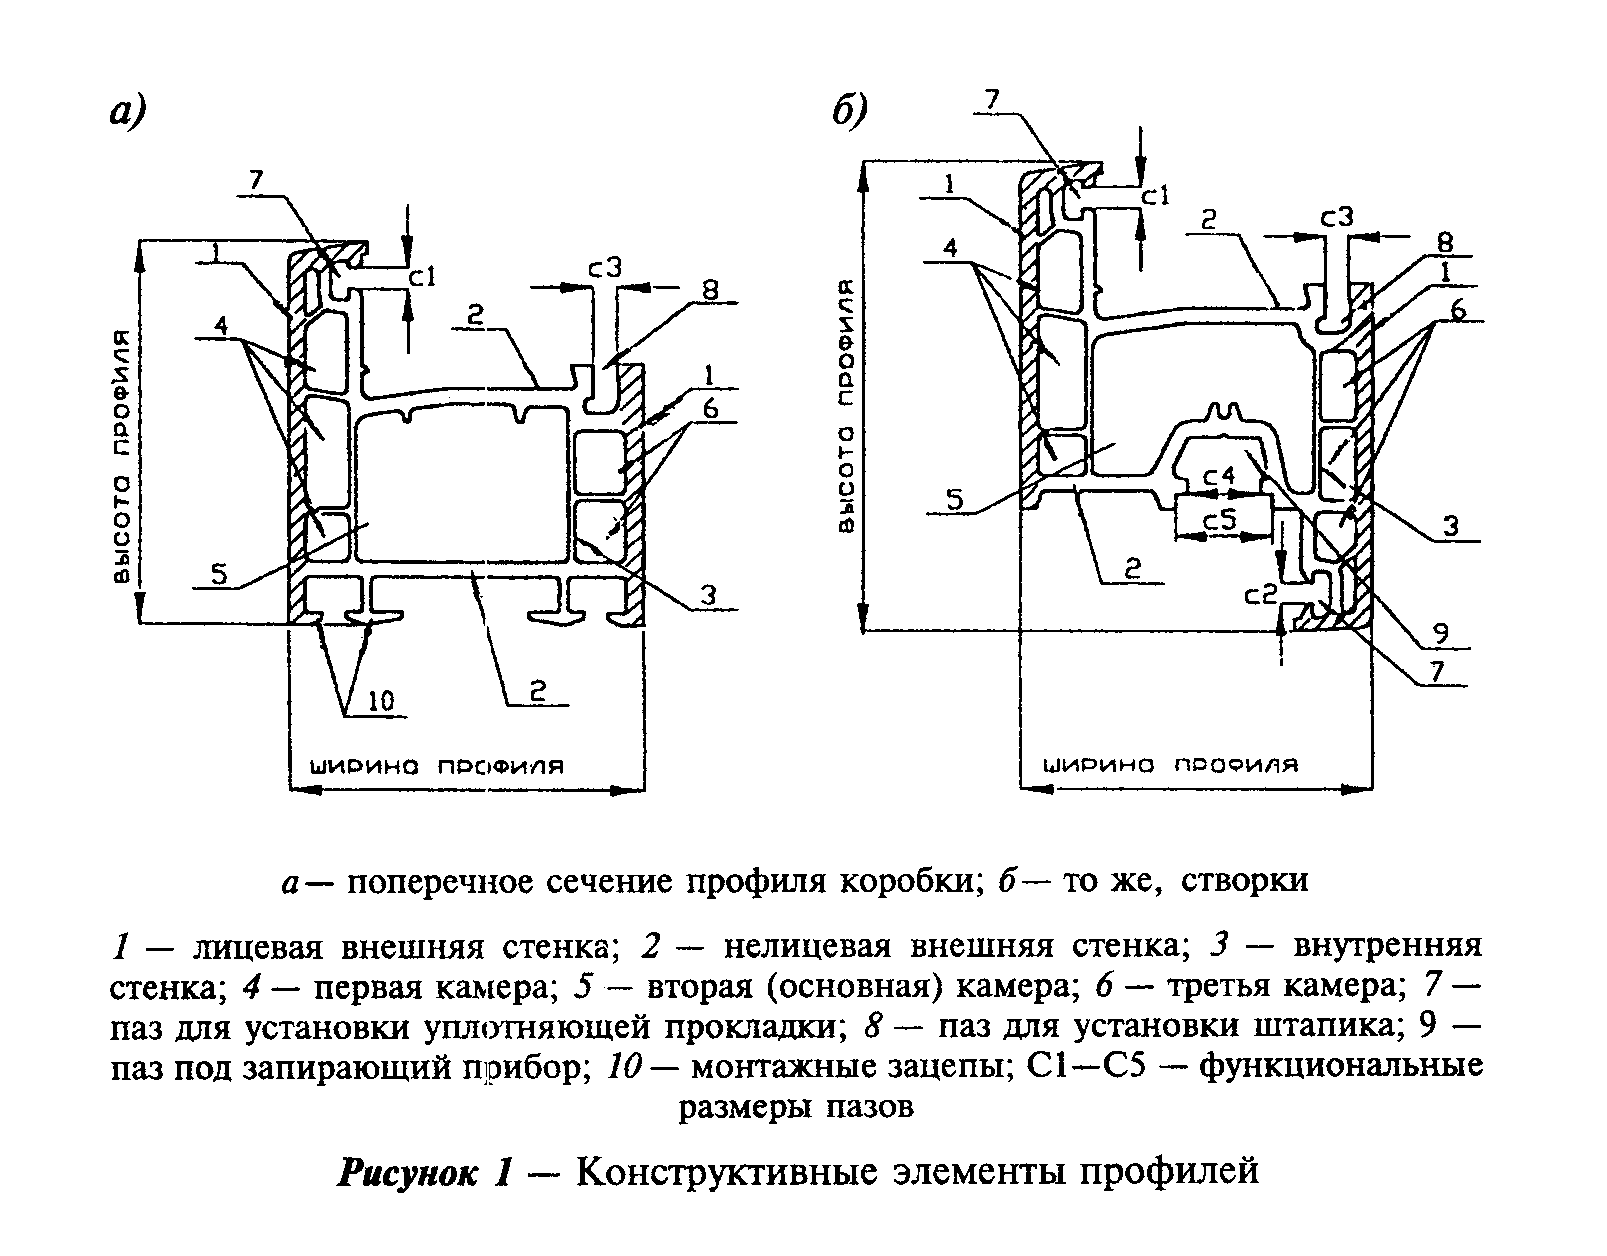 а)
7
1
c1
4
2
c3
8
1
6
5
3
10
2
ВЫСОТА ПРОФИЛЯ
ШИРИНА ПРОФИЛЯ
б)
7
1
c1
4
2
c3
8
1
6
5
c4
c5
2
3
c2
9
7
ВЫСОТА ПРОФИЛЯ
ШИРИНА ПРОФИЛЯ
а — поперечное сечение профиля коробки; б — то же, створки
1 — лицевая внешняя стенка; 2 — нелицевая внешняя стенка; 3 — внутренняя
стенка; 4 — первая камера; 5 — вторая (основная) камера; 6 — третья камера; 7 —
паз для установки уплотняющей прокладки; 8 — паз для установки штапика; 9 —
паз под запирающий прибор; 10 — монтажные зацепы; С1—С5 — функциональные
размеры пазов
Рисунок 1 — Конструктивные элементы профилей